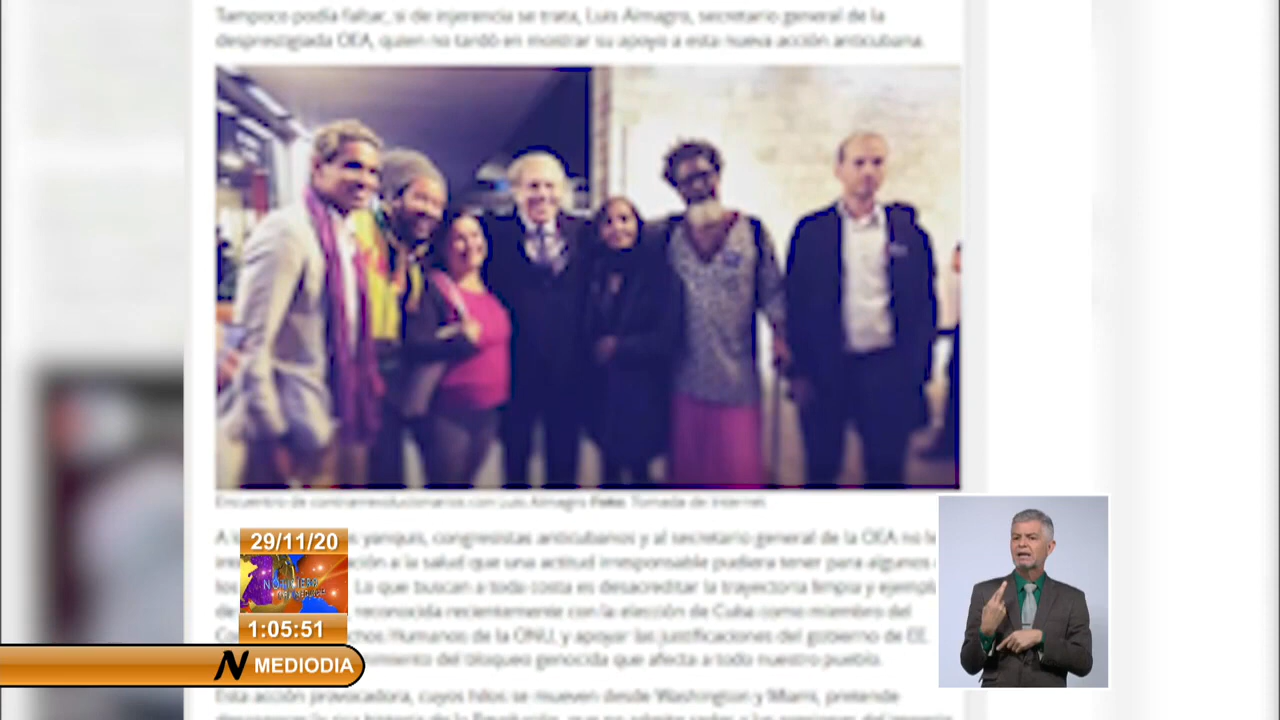 Tampoco podía faltar, si de injerencia se trata, Luis Almagro, secretario general de la
desprestigiada OEA, quien no tardó en mostrar su apoyo a esta nueva acción anticubana.
Encuentro de contrarrevolucionarios con Luis Almagro Foto: Tomada de Internet
A yanquis, congresistas anticubanos y al secretario general de la OEA no
a la salud que una actitud irresponsable pudiera tener para algunos
Lo que buscan a toda costa es desacreditar la trayectoria limpia y
de reconocida recientemente con la elección de Cuba como miembro del
Humanos de la ONU, y apoyar las justificaciones del gobierno de EE.
del bloqueo genocida que afecta a todo nuestro pueblo.
Esta acción provocadora, cuyos hilos se mueven desde Washington y Miami, pretende
29/11/20
NOTICIERO
1:05:51
N MEDIODIA